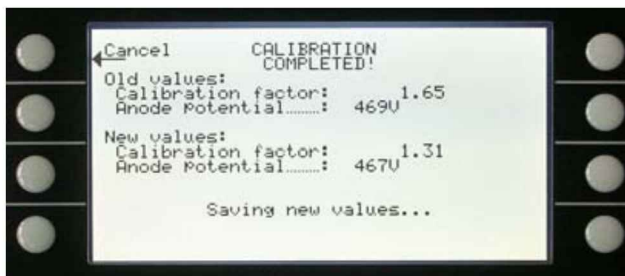 Cancel CALIBRATION
COMPLETED!
Old values:
Calibration factor: 1.65
Anode potential……: 469V
New values:
Calibration factor: 1.31
Anode potential……: 467V
Saving new values...